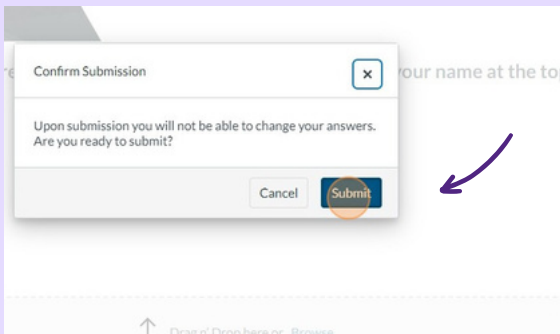 Confirm Submission
×
your name at the to
Upon submission you will not be able to change your answers.
Are you ready to submit?
Cancel Submit
Drag n' Drop here or Browse